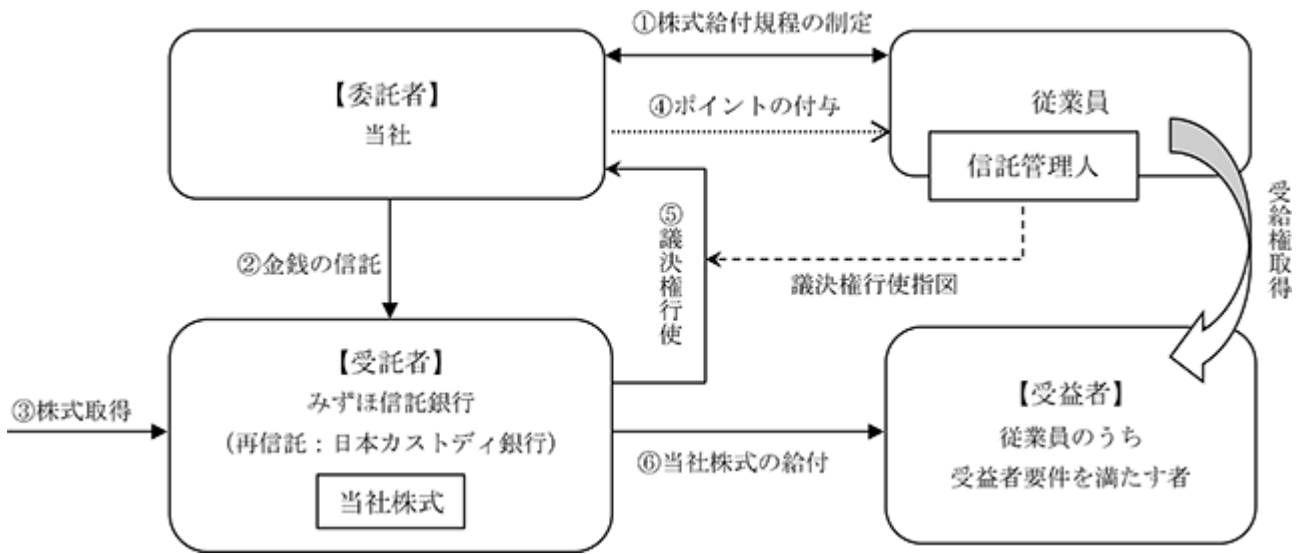 ①株式給付規程の制定
【委託者】
当社
④ポイントの付与
従業員
信託管理人
受給権取得
②金銭の信託
⑤議決権行使
議決権行使指図
③株式取得
【受託者】
みずほ信託銀行
(再信託：日本カストディ銀行)
当社株式
⑥当社株式の給付
【受益者】
従業員のうち
受益者要件を満たす者